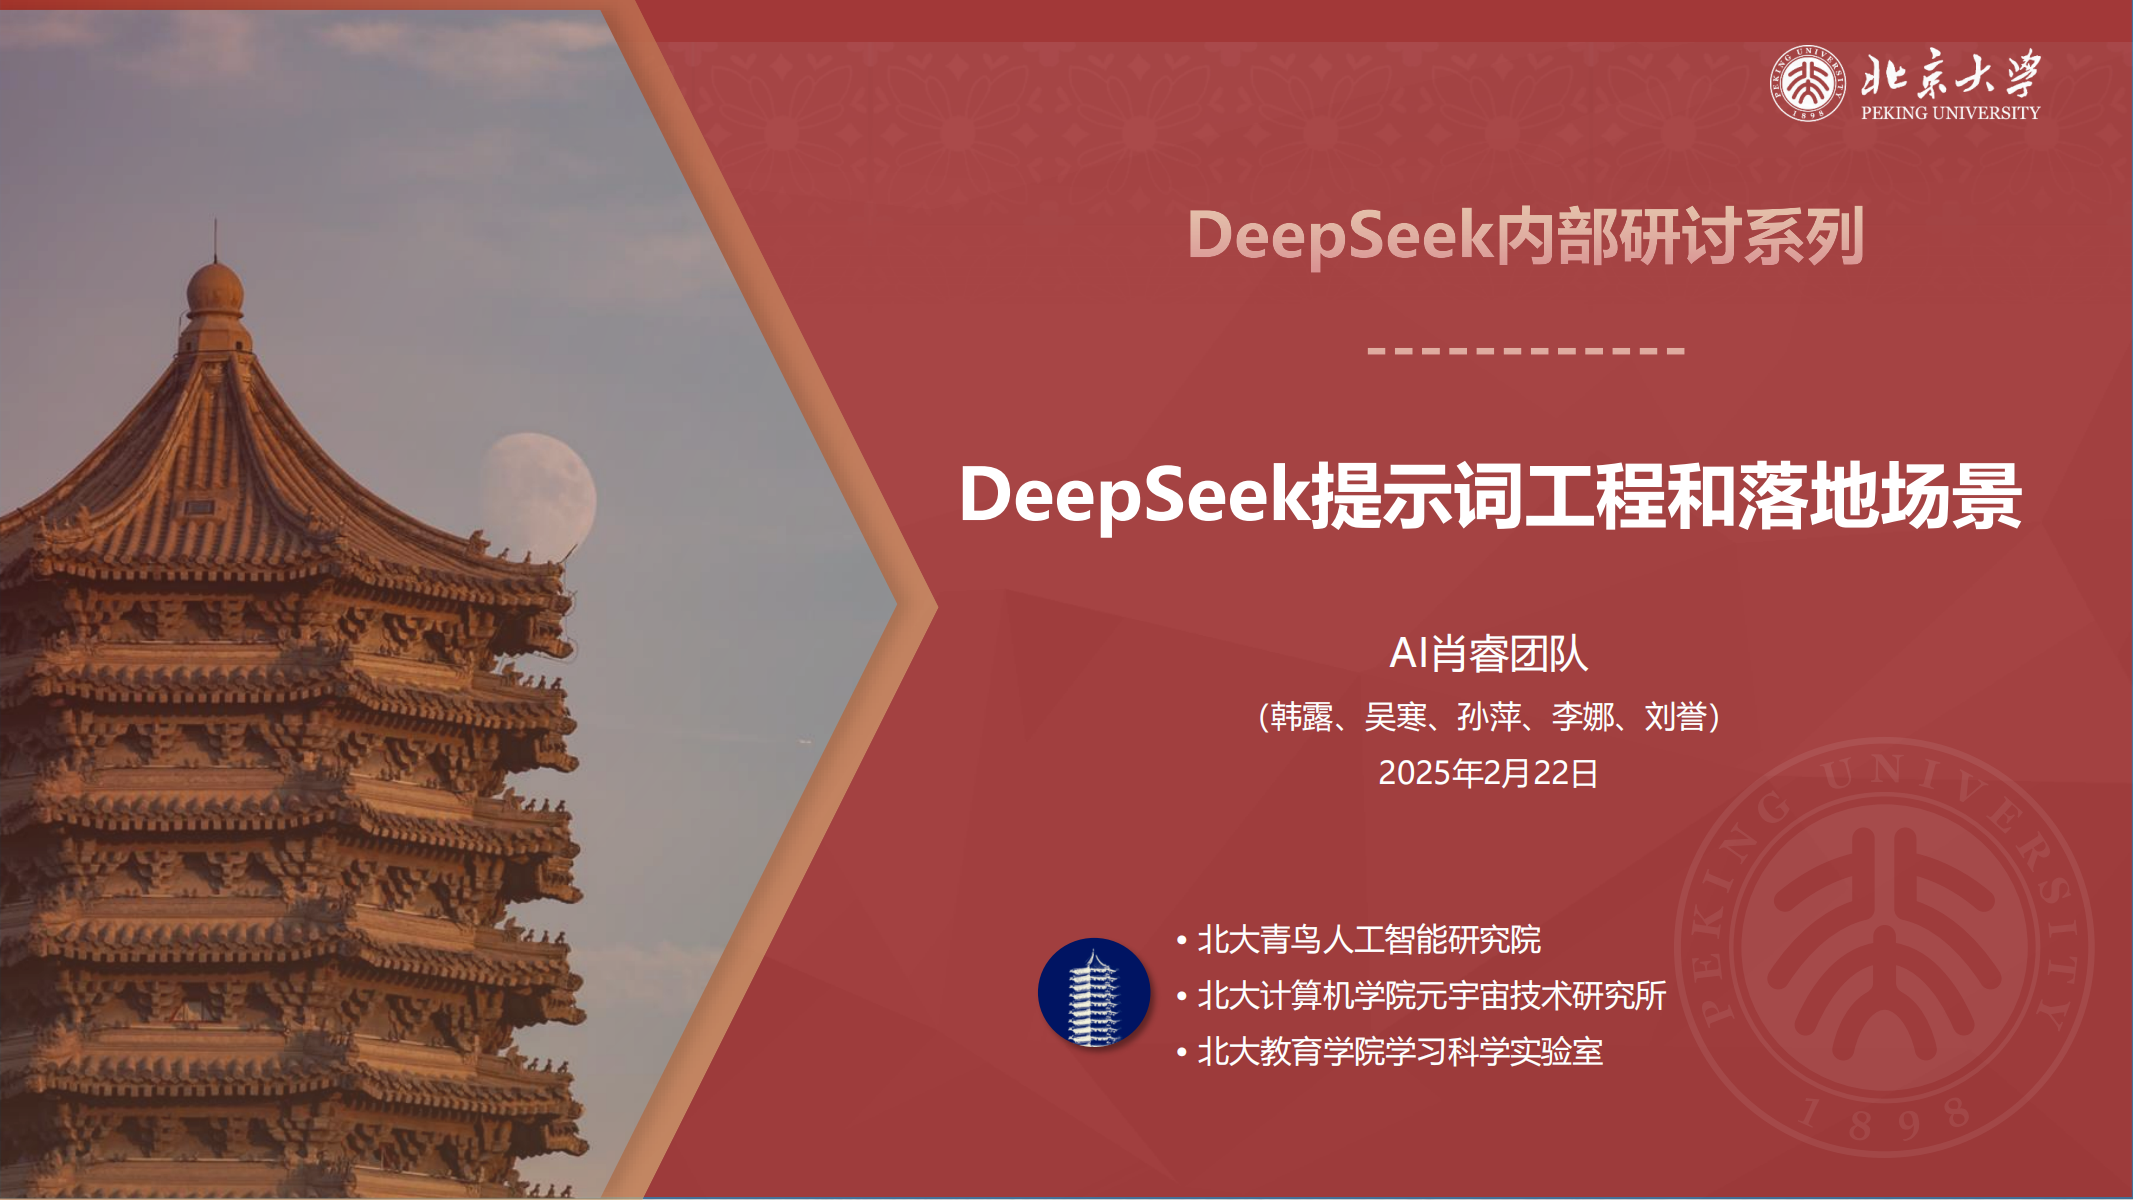 PEKING UNIVERSITY
1898
北京大学
PEKING UNIVERSITY
DeepSeek内部研讨系列
DeepSeek提示词工程和落地场景
AI肖睿团队
（韩露、吴寒、孙萍、李娜、刘誉）
2025年2月22日
• 北大青鸟人工智能研究院
• 北大计算机学院元宇宙技术研究所
• 北大教育学院学习科学实验室
PEKING UNIVERSITY
1898